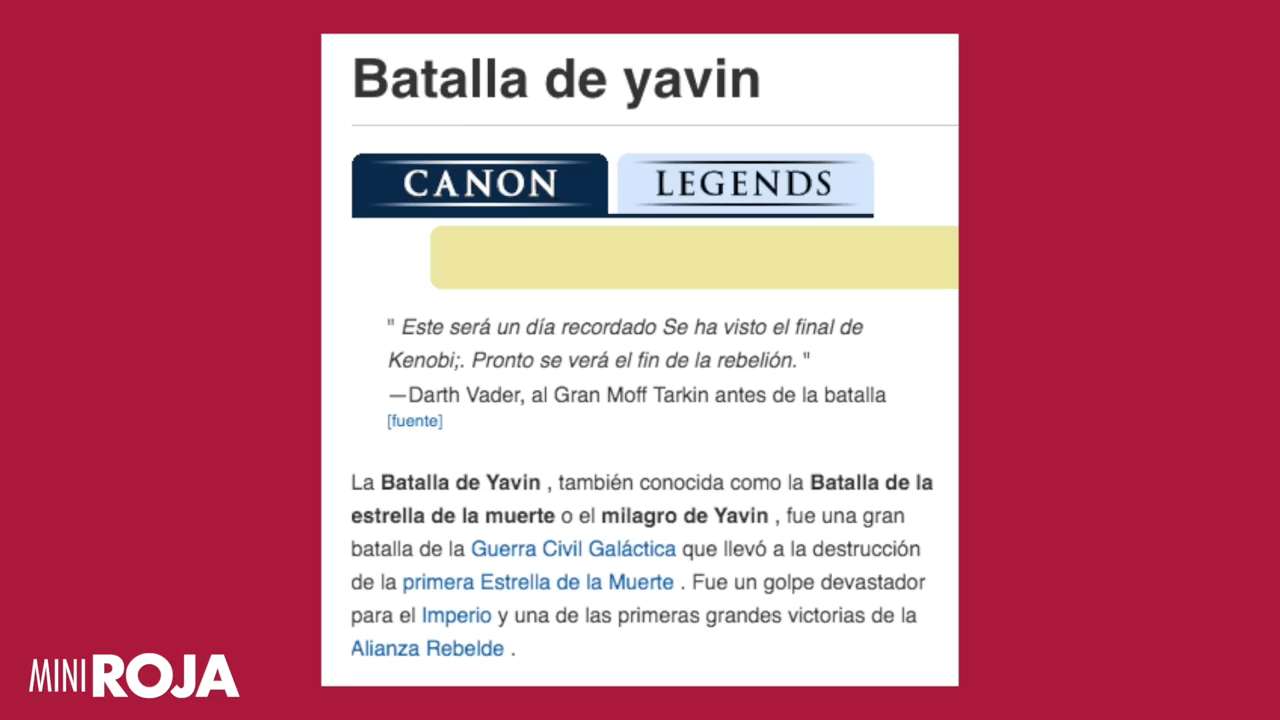 Batalla de yavin
CANON LEGENDS
" Este será un día recordado Se ha visto el final de
Kenobi;. Pronto se verá el fin de la rebelión. "
—Darth Vader, al Gran Moff Tarkin antes de la batalla
[fuente]
La Batalla de Yavin , también conocida como la Batalla de la
estrella de la muerte o el milagro de Yavin , fue una gran
batalla de la Guerra Civil Galáctica que llevó a la destrucción
de la primera Estrella de la Muerte . Fue un golpe devastador
para el Imperio y una de las primeras grandes victorias de la
Alianza Rebelde .
MINI ROJA